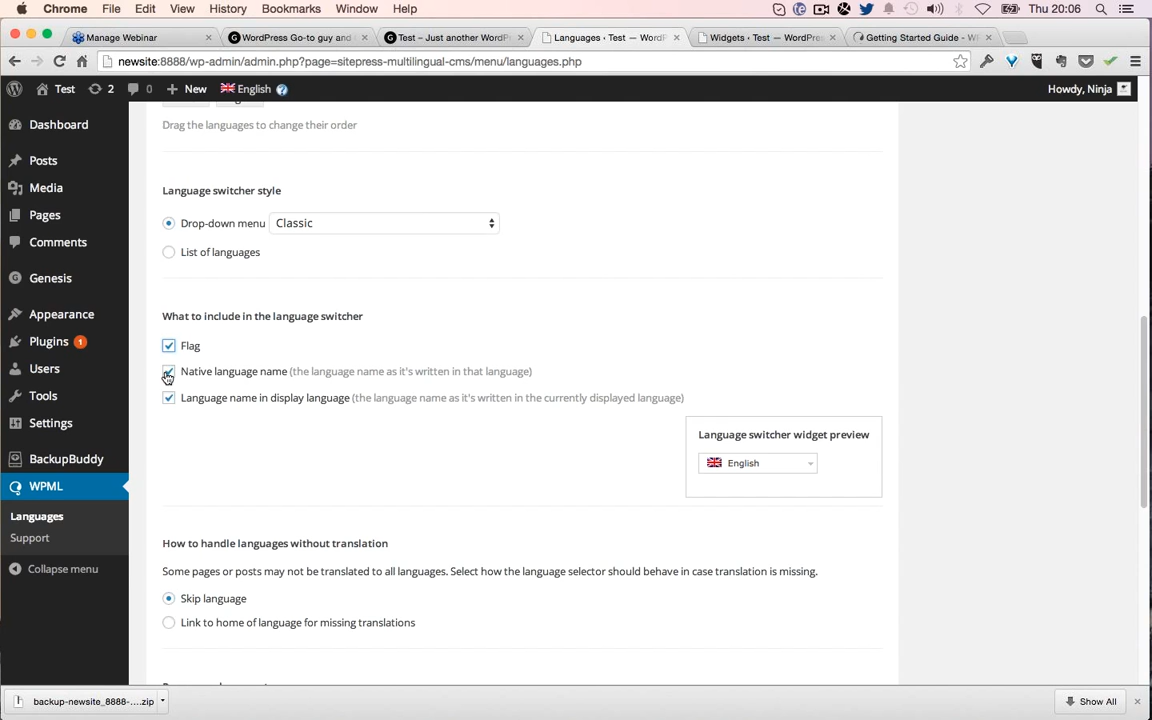 Chrome File Edit View History Bookmarks Window Help Thu 20:06
Manage Webinar WordPress Go-to guy and Test – Just another WordPr Languages ‹ Test — WordP Widgets ‹ Test — WordPres Getting Started Guide - W
newsite:8888/wp-admin/admin.php?page=sitepress-multilingual-cms/menu/languages.php
Test 2 0 New English ? Howdy, Ninja
Drag the languages to change their order
Dashboard
Posts
Media
Pages
Comments
Genesis
Appearance
Plugins 1
Users
Tools
Settings
BackupBuddy
WPML
Languages
Support
Collapse menu
Language switcher style
Drop-down menu Classic
List of languages
What to include in the language switcher
Flag
Native language name (the language name as it's written in that language)
Language name in display language (the language name as it's written in the currently displayed language)
Language switcher widget preview
English
How to handle languages without translation
Some pages or posts may not be translated to all languages. Select how the language selector should behave in case translation is missing.
Skip language
Link to home of language for missing translations
backup-newsite_8888-....zip Show All